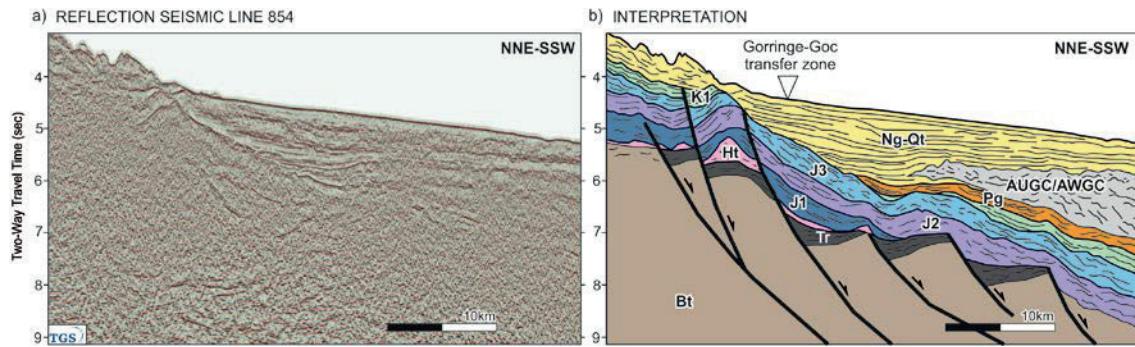 a) REFLECTION SEISMIC LINE 854
NNE-SSW
Two-Way Travel Time (sec)
4
5
6
7
8
9
TGS
10km
b) INTERPRETATION
NNE-SSW
Gorringe-Goc
transfer zone
K1
Ng-Qt
Ht
J3
AUGC/AWGC
Pg
J1
J2
Tr
Bt
4
5
6
7
8
9
10km